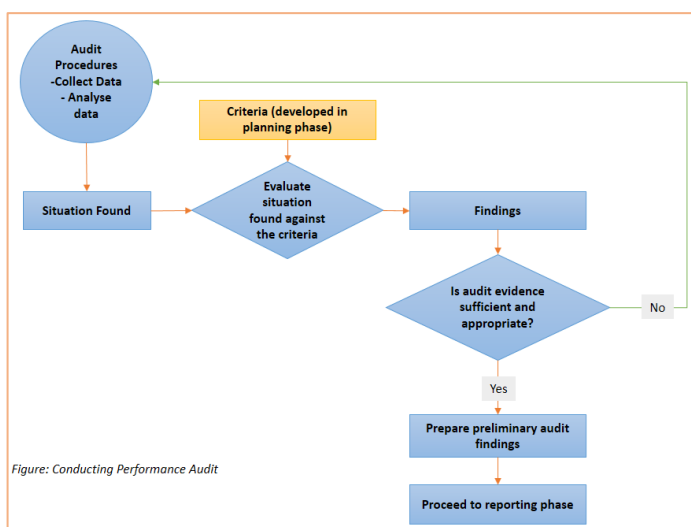 Audit
Procedures
-Collect Data
- Analyse
data
Criteria (developed in
planning phase)
Situation Found
Evaluate
situation
found against
the criteria
Findings
Is audit evidence
sufficient and
appropriate?
No
Yes
Prepare preliminary audit
findings
Figure: Conducting Performance Audit
Proceed to reporting phase